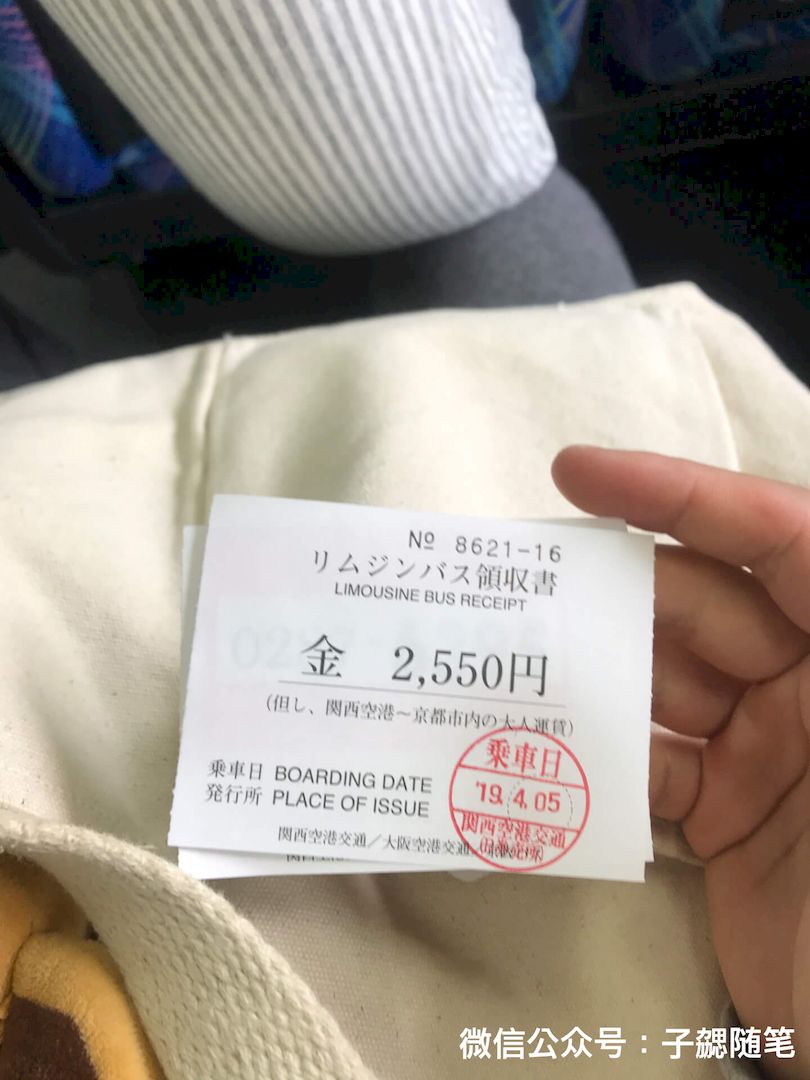 № 8621-16
リムジンバス領収書
LIMOUSINE BUS RECEIPT
金 2,550円
(但し、関西空港~京都市内の大人運賃)
乗車日 BOARDING DATE
発行所 PLACE OF ISSUE
乗車日
'19.4.05
関西空港交通
関西空港交通/大阪空港交通
微信公众号:子勰随笔